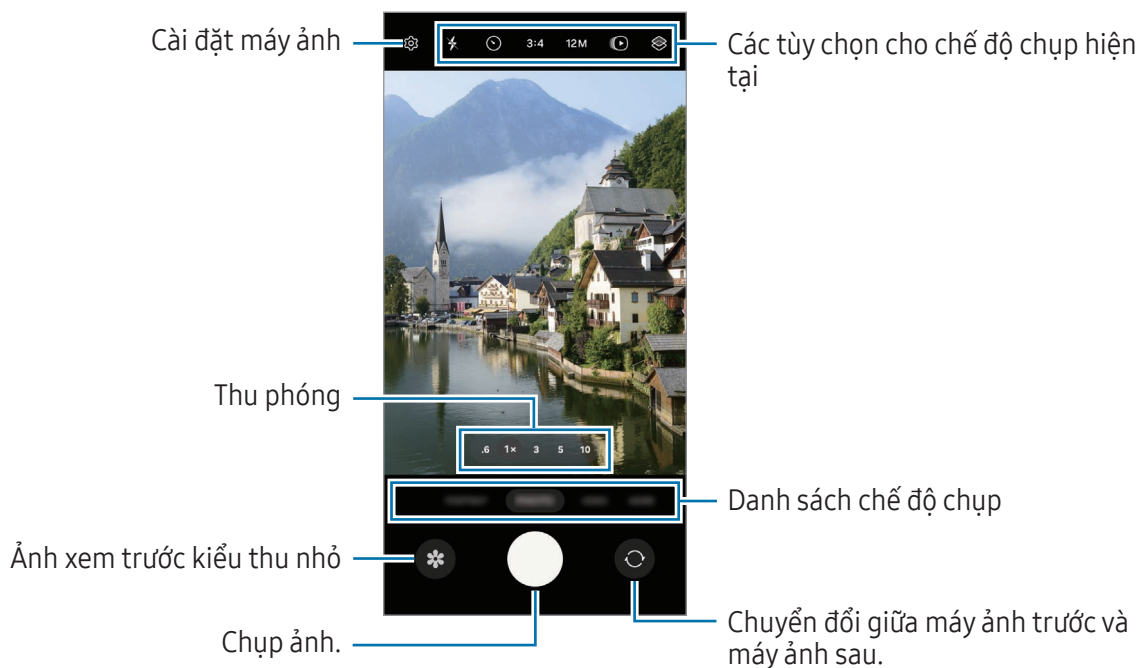 Cài đặt máy ảnh
3:4 12M
Các tùy chọn cho chế độ chụp hiện
tại
Thu phóng
.6 1× 3 5 10
Danh sách chế độ chụp
Ảnh xem trước kiểu thu nhỏ
Chụp ảnh.
Chuyển đổi giữa máy ảnh trước và
máy ảnh sau.